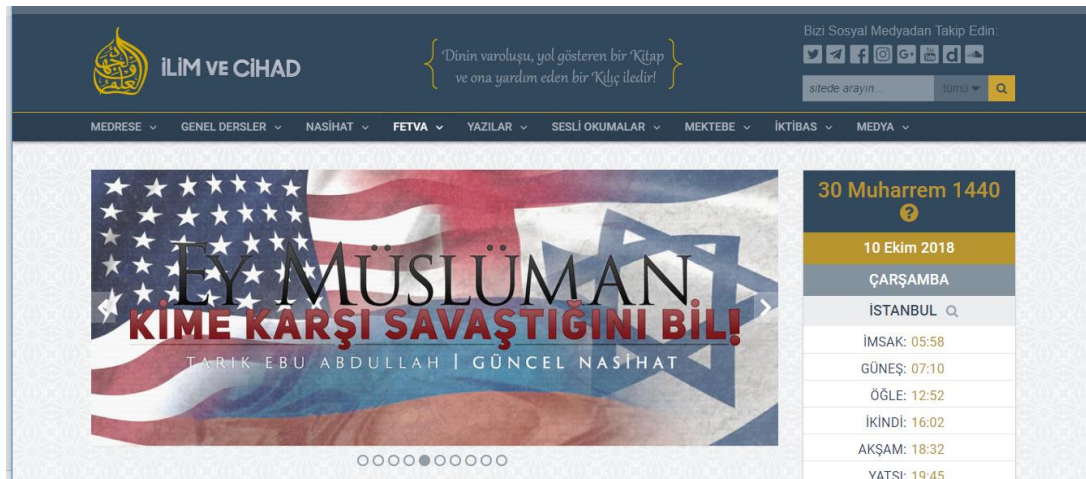 Bizi Sosyal Medyadan Takip Edin:
İLİM VE CİHAD
Dinin varoluşu, yol gösteren bir Kitap
ve ona yardım eden bir Kılıç iledir!
sitede arayın... tümü
MEDRESE GENEL DERSLER NASİHAT FETVA YAZILAR SESLİ OKUMALAR MEKTEBE İKTİBAS MEDYA
EY MÜSLÜMAN
KİME KARŞI SAVAŞTIĞINI BİL!
TARIK EBU ABDULLAH | GÜNCEL NASİHAT
30 Muharrem 1440
10 Ekim 2018
ÇARŞAMBA
İSTANBUL
İMSAK: 05:58
GÜNEŞ: 07:10
ÖĞLE: 12:52
İKİNDİ: 16:02
AKŞAM: 18:32
YATSI: 19:45